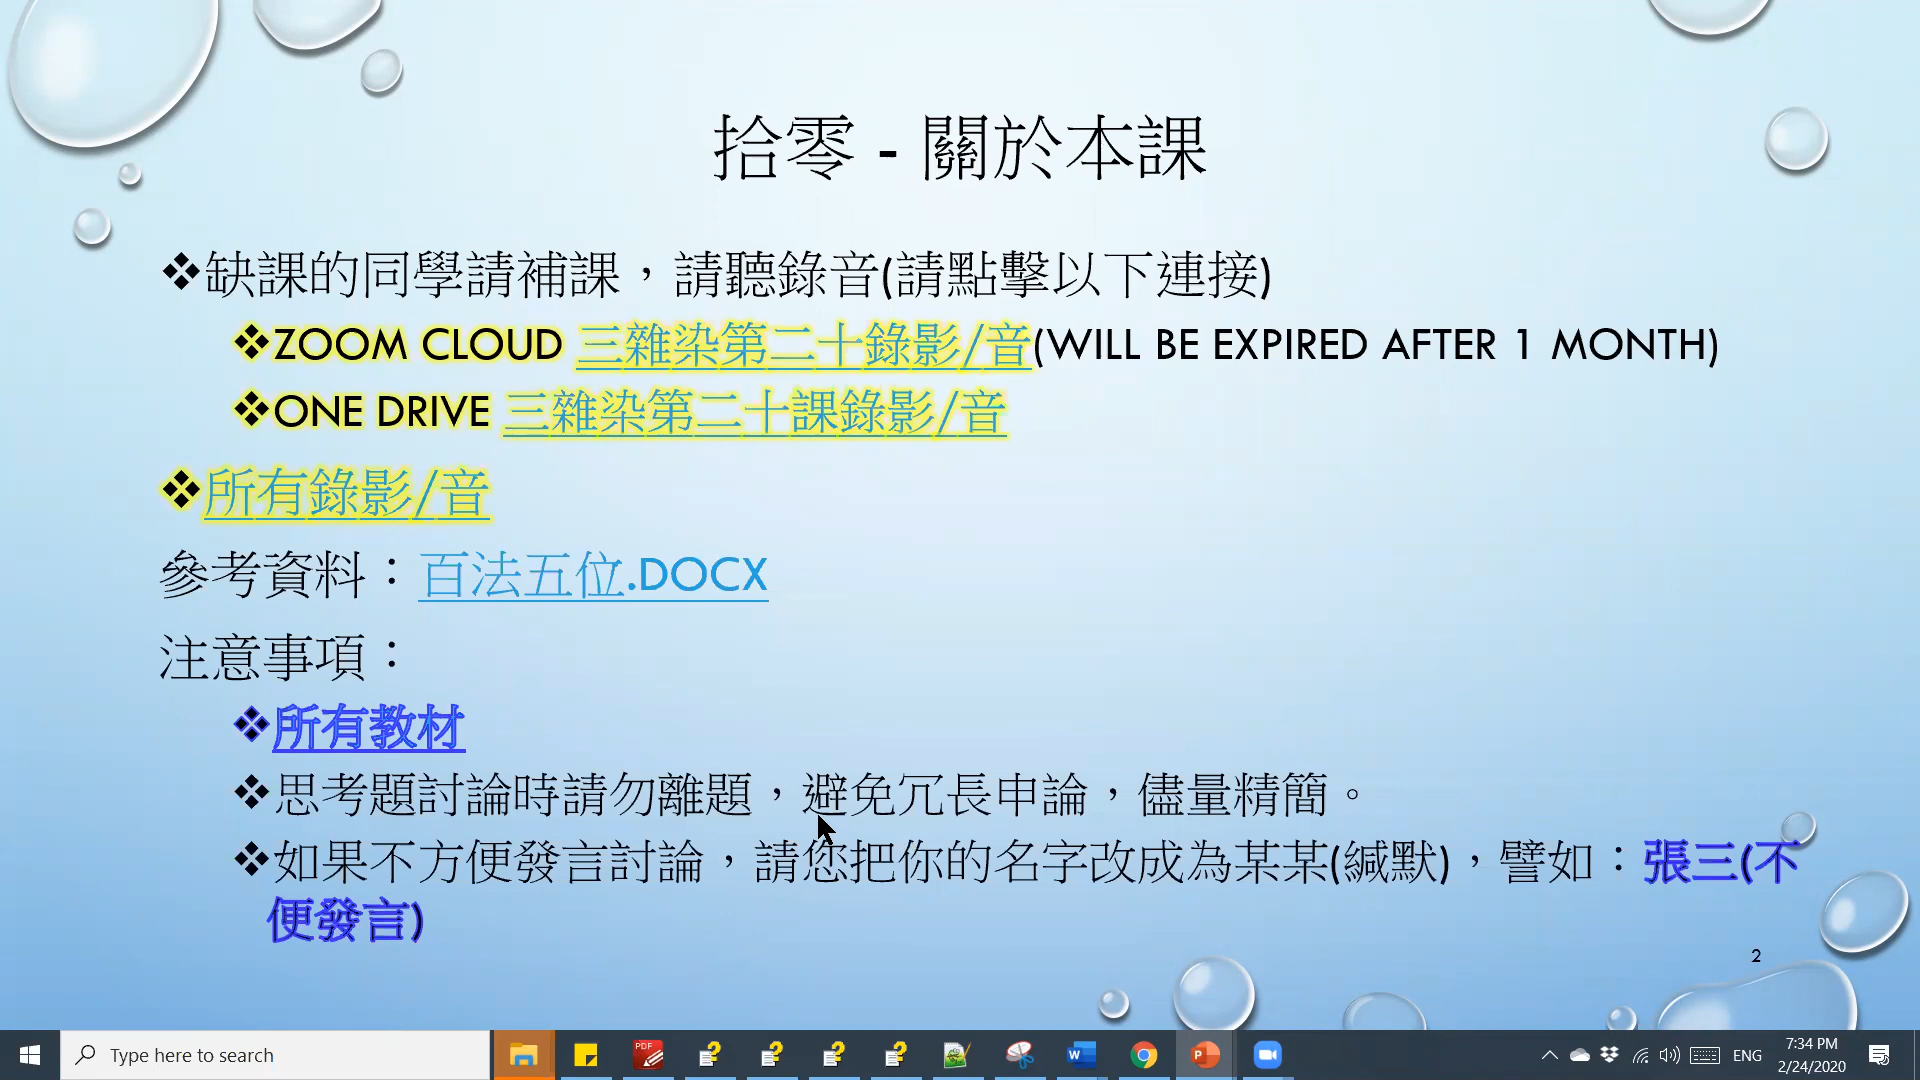 拾零 - 關於本課
❖缺課的同學請補課，請聽錄音(請點擊以下連接)
❖ZOOM CLOUD 三雜染第二十錄影/音(WILL BE EXPIRED AFTER 1 MONTH)
❖ONE DRIVE 三雜染第二十課錄影/音
❖所有錄影/音
參考資料：百法五位.DOCX
注意事項：
❖所有教材
❖思考題討論時請勿離題，避免冗長申論，儘量精簡。
❖如果不方便發言討論，請您把你的名字改成為某某(緘默)，譬如：張三(不
便發言)
2
Type here to search
PDF
ENG
7:34 PM
2/24/2020